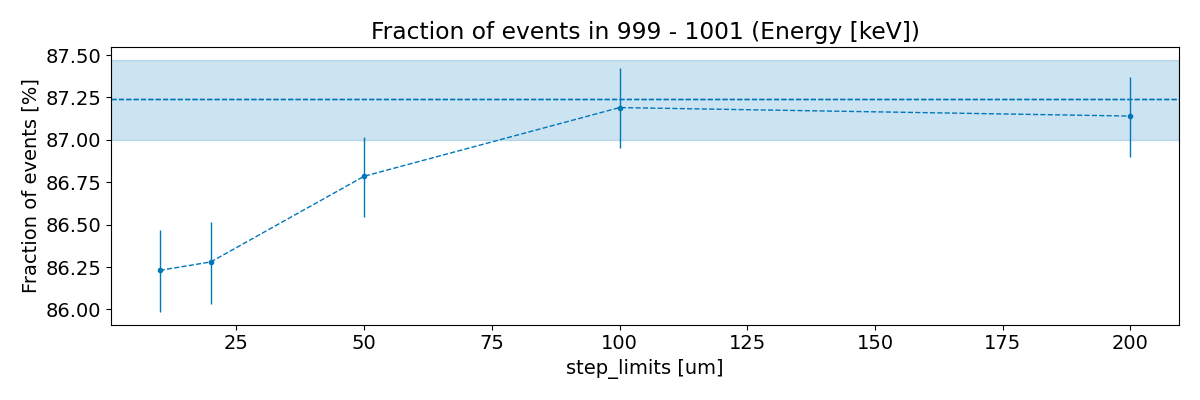 Fraction of events in 999 - 1001 (Energy [keV])
Fraction of events [%]
87.50
87.25
87.00
86.75
86.50
86.25
86.00
25 50 75 100 125 150 175 200
step_limits [um]